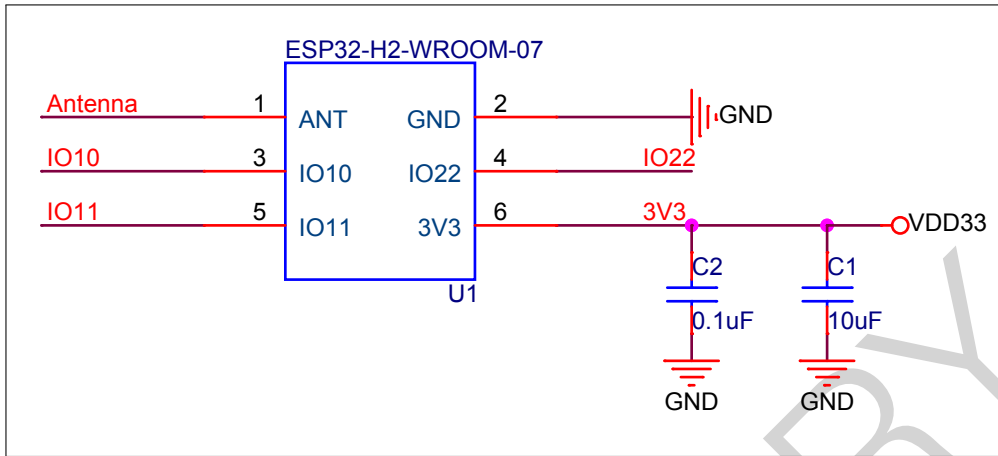 ESP32-H2-WROOM-07
Antenna 1 ANT GND 2 GND
IO10 3 IO10 IO22 4 IO22
IO11 5 IO11 3V3 6 3V3 VDD33
U1
C2 C1
0.1uF 10uF
GND GND
RY